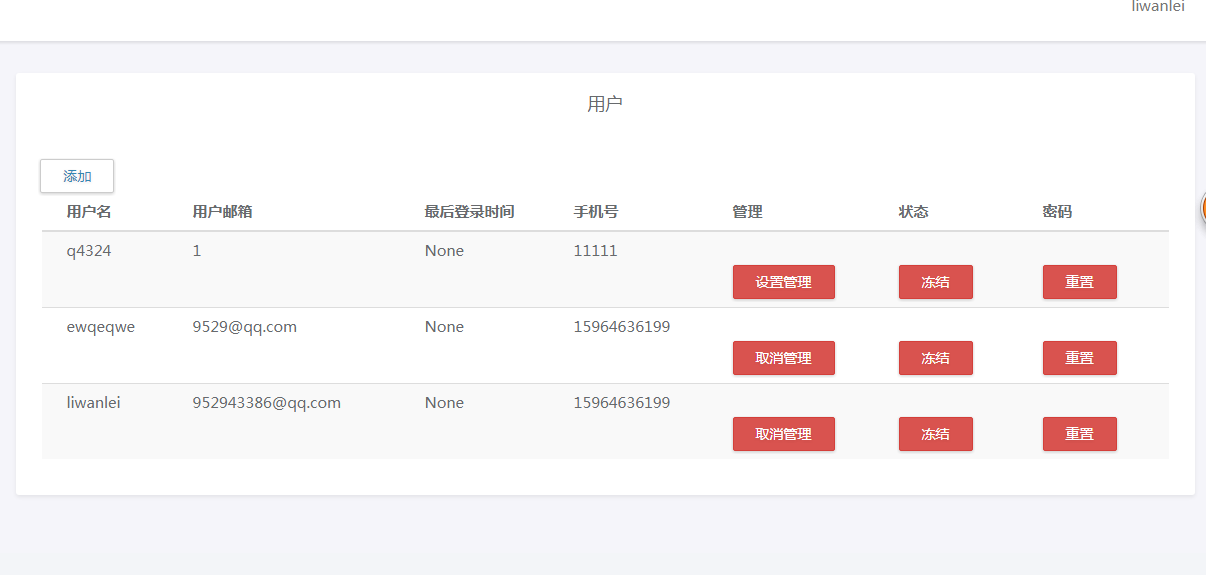 liwanlei
用户
添加
用户名 用户邮箱 最后登录时间 手机号 管理 状态 密码
q4324 1 None 11111
设置管理 冻结 重置
ewqeqwe 9529@qq.com None 15964636199
取消管理 冻结 重置
liwanlei 952943386@qq.com None 15964636199
取消管理 冻结 重置